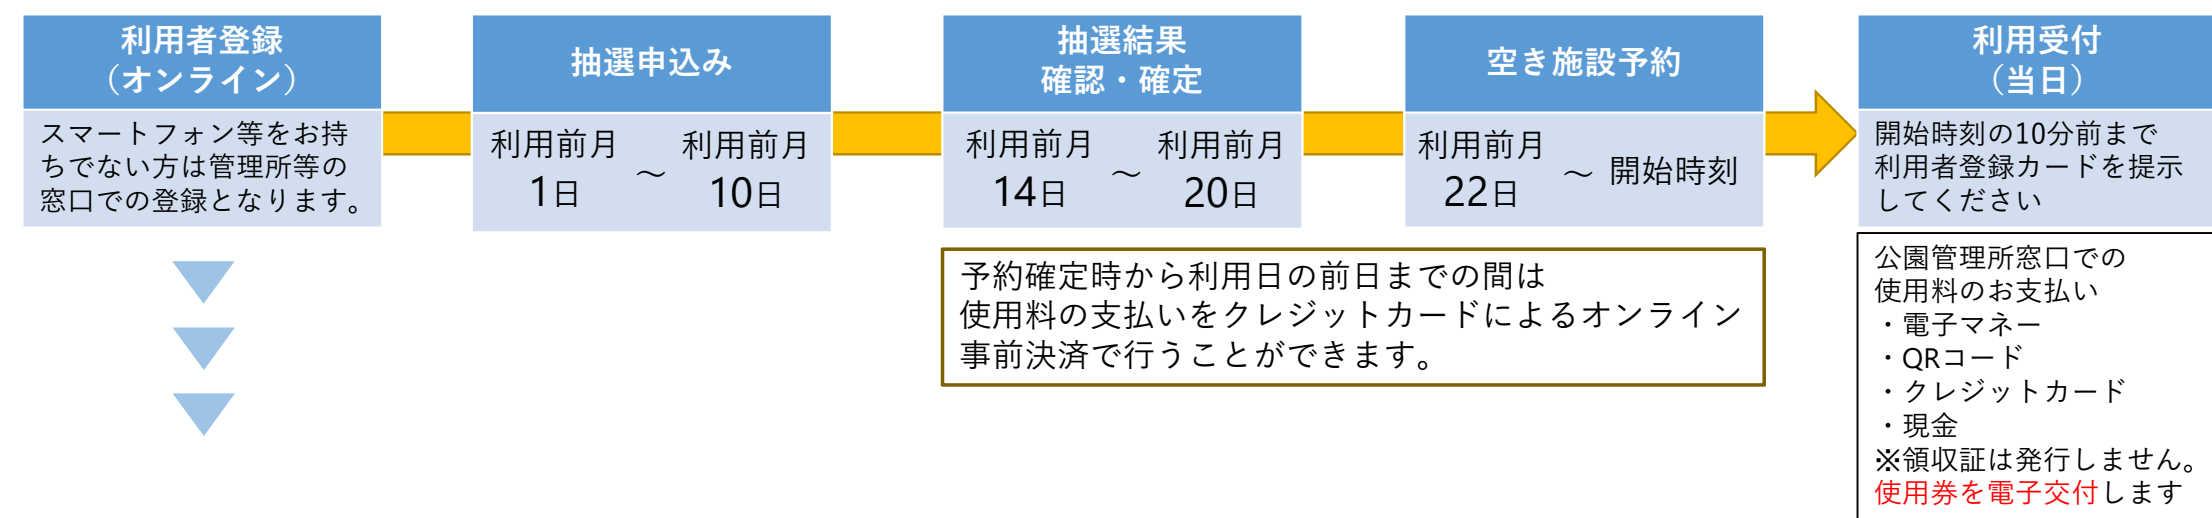 利用者登録
（オンライン）
スマートフォン等をお持
ちでない方は管理所等の
窓口での登録となります。
抽選申込み
利用前月
1日
～
利用前月
10日
抽選結果
確認・確定
利用前月
14日
～
利用前月
20日
空き施設予約
利用前月
22日
～ 開始時刻
利用受付
（当日）
開始時刻の10分前まで
利用者登録カードを提示
してください
予約確定時から利用日の前日までの間は
使用料の支払いをクレジットカードによるオンライン
事前決済で行うことができます。
公園管理所窓口での
使用料のお支払い
・電子マネー
・QRコード
・クレジットカード
・現金
※領収証は発行しません。
使用券を電子交付します